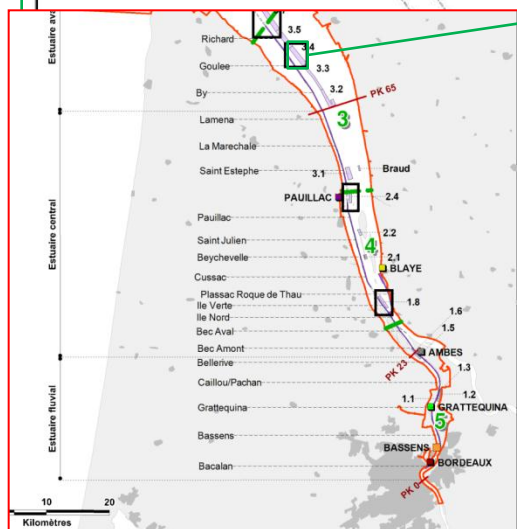 Estuaire ava
Estuaire central
Estuaire fluvial
Richard
Goulee
By
Lamena
La Marechale
Saint Estephe
Pauillac
Saint Julien
Beychevelle
Cussac
Plassac Roque de Thau
Ile Verte
Ile Nord
Bec Aval
Bec Amont
Bellerive
Caillou/Pachan
Grattequina
Bassens
Bacalan
3.5
3.4
3.3
3.2
PK 65
3
3.1
Braud
PAUILLAC
2.4
2.2
4
2.1
BLAYE
1.8
1.6
1.5
AMBES
PK 23
1.3
1.2
1.1
GRATTEQUINA
5
BASSENS
BORDEAUX
PK 0
10 20
Kilomètres